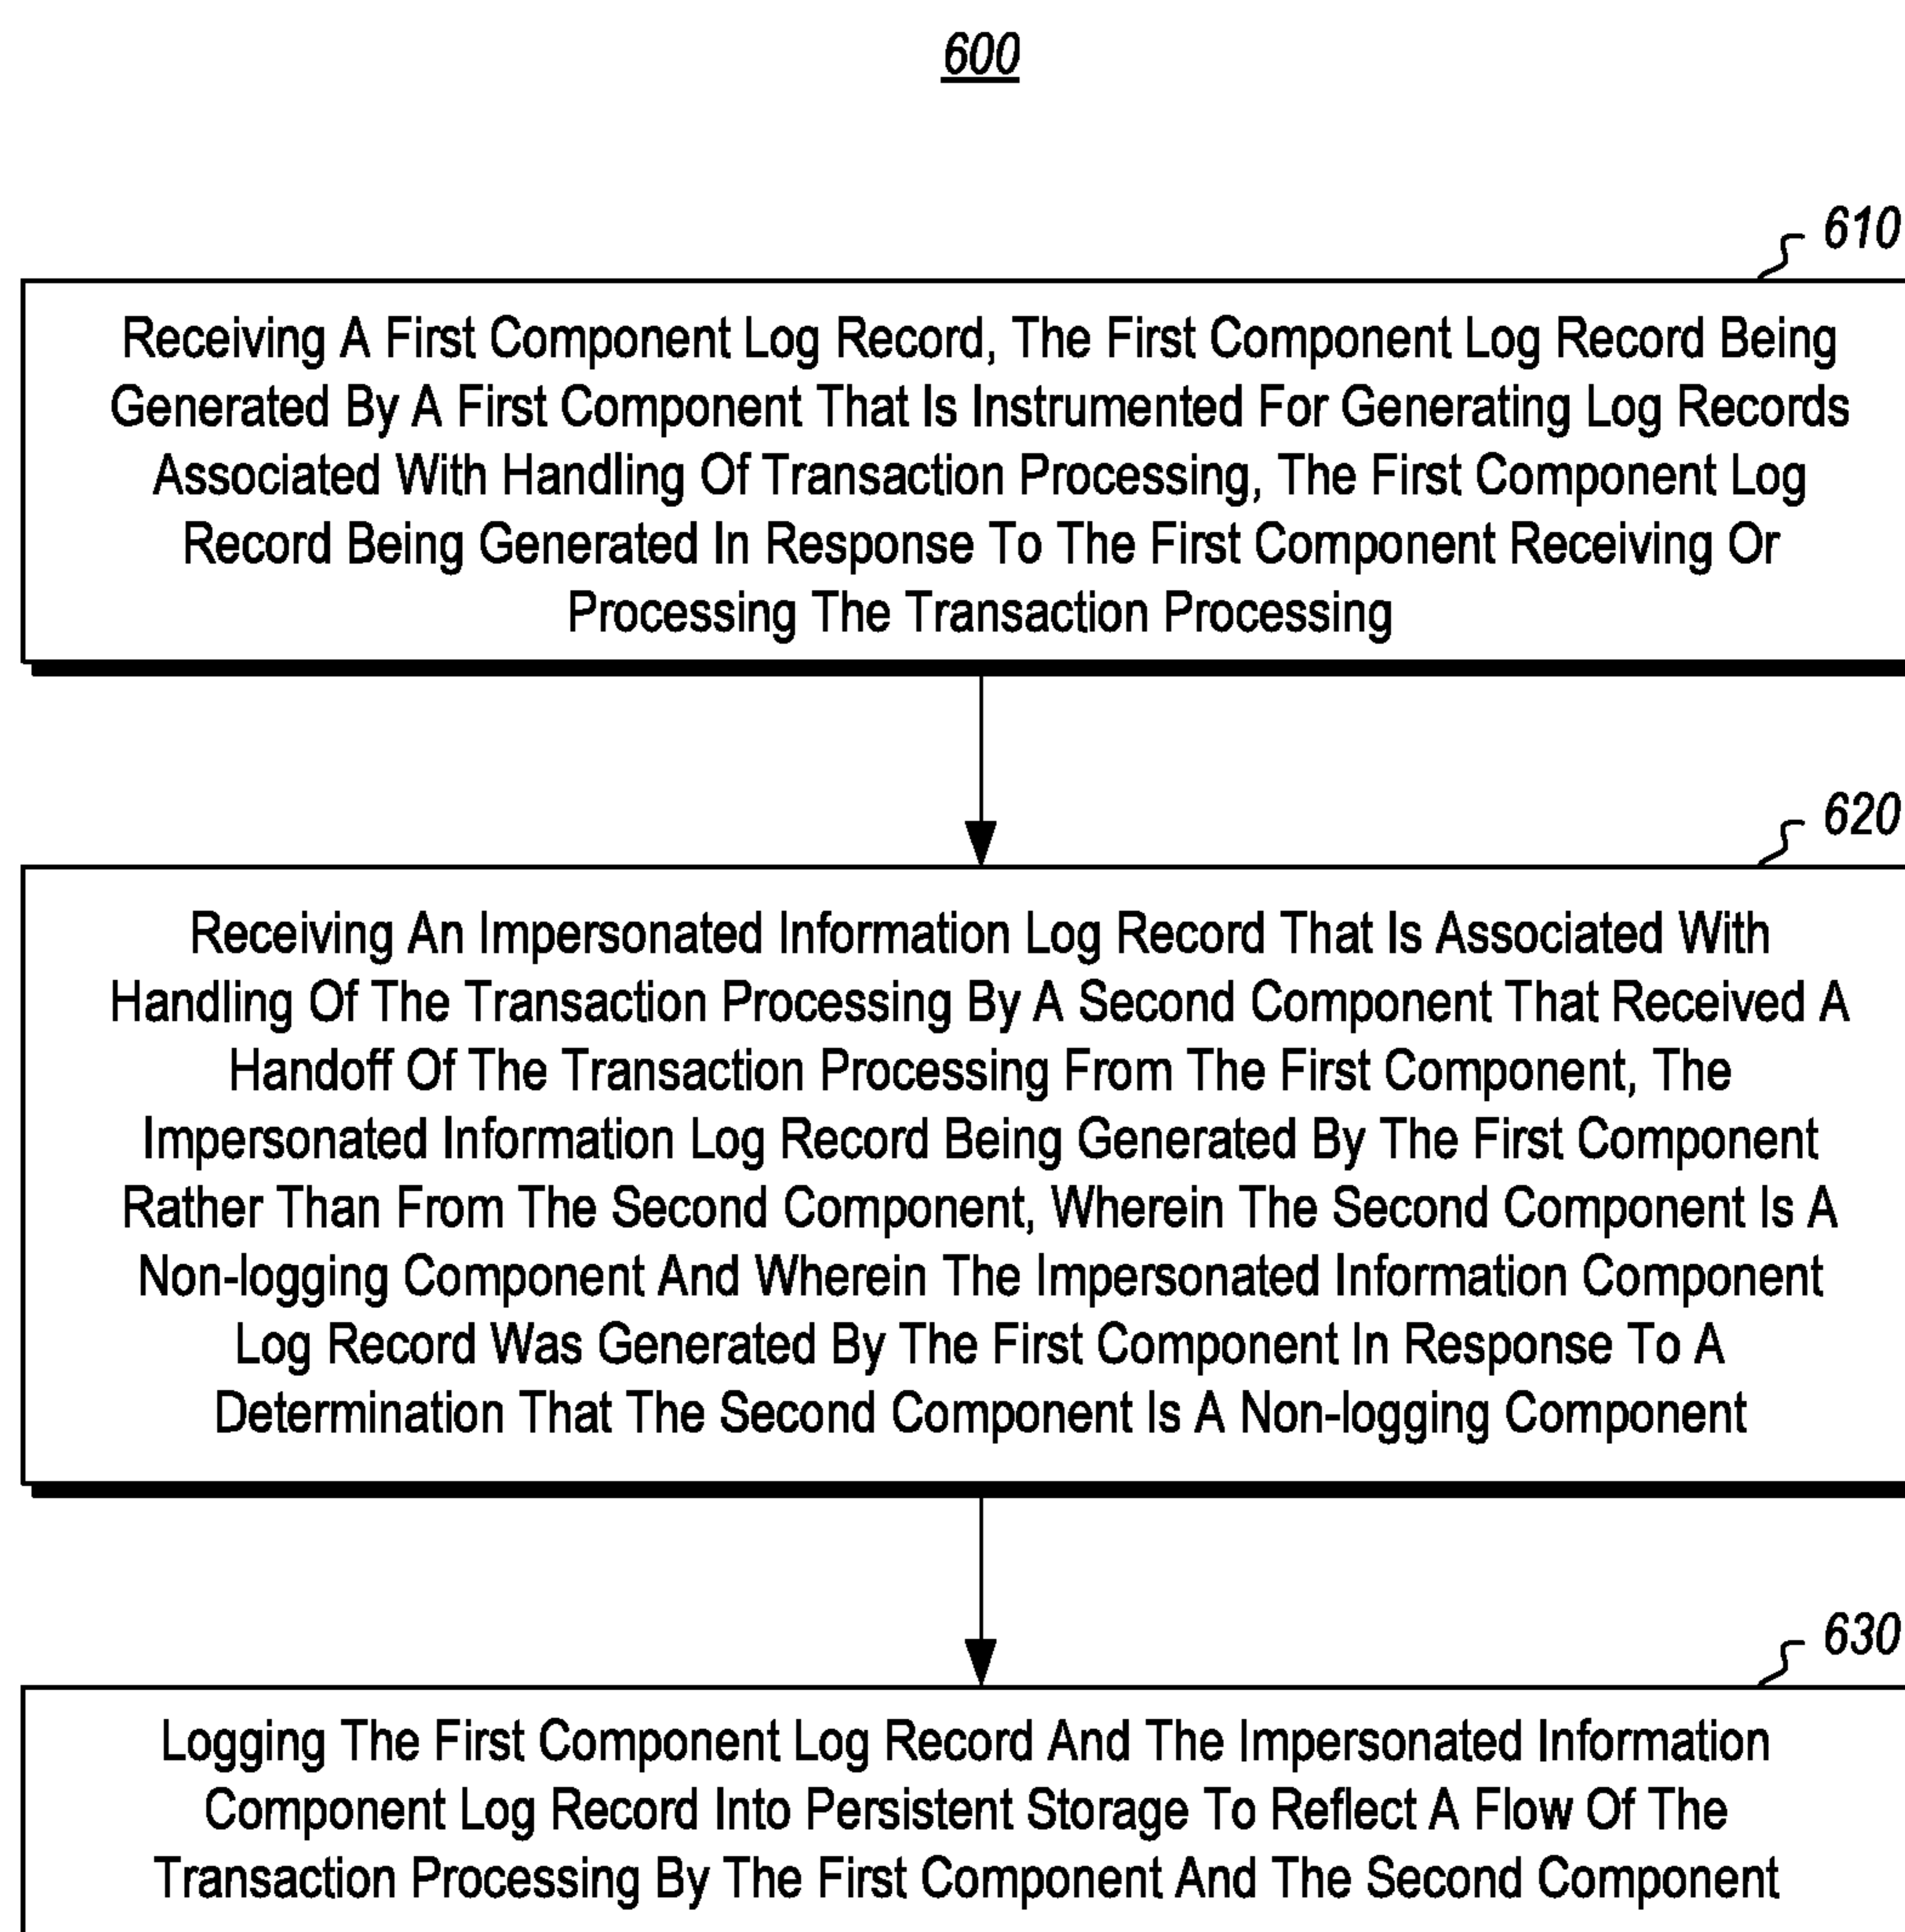 600
610
Receiving A First Component Log Record, The First Component Log Record Being
Generated By A First Component That Is Instrumented For Generating Log Records
Associated With Handling Of Transaction Processing, The First Component Log
Record Being Generated In Response To The First Component Receiving Or
Processing The Transaction Processing
620
Receiving An Impersonated Information Log Record That Is Associated With
Handling Of The Transaction Processing By A Second Component That Received A
Handoff Of The Transaction Processing From The First Component, The
Impersonated Information Log Record Being Generated By The First Component
Rather Than From The Second Component, Wherein The Second Component Is A
Non-logging Component And Wherein The Impersonated Information Component
Log Record Was Generated By The First Component In Response To A
Determination That The Second Component Is A Non-logging Component
630
Logging The First Component Log Record And The Impersonated Information
Component Log Record Into Persistent Storage To Reflect A Flow Of The
Transaction Processing By The First Component And The Second Component